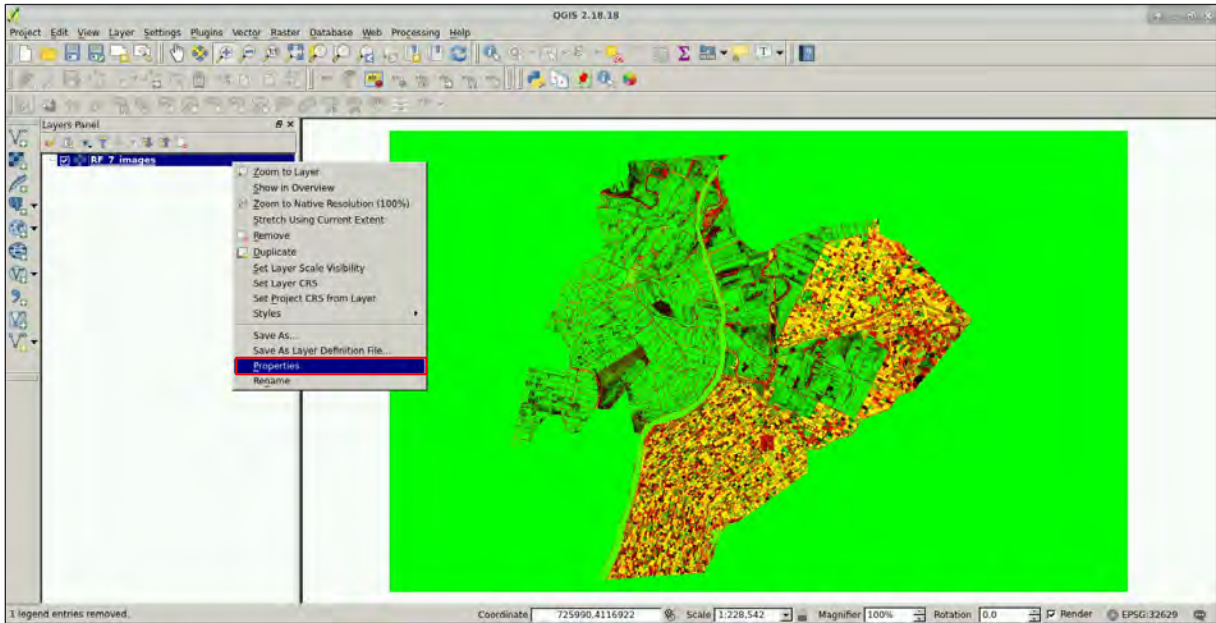 QGIS 2.18.18
Project Edit View Layer Settings Plugins Vector Raster Database Web Processing Help
Layers Panel
RF_7_images
Zoom to Layer
Show in Overview
Zoom to Native Resolution (100%)
Stretch Using Current Extent
Remove
Duplicate
Set Layer Scale Visibility
Set Layer CRS
Set Project CRS from Layer
Styles
Save As...
Save As Layer Definition File...
Properties
Rename
1 legend entries removed. Coordinate 725990,4116922 Scale 1:228,542 Magnifier 100% Rotation 0.0 Render EPSG:32629